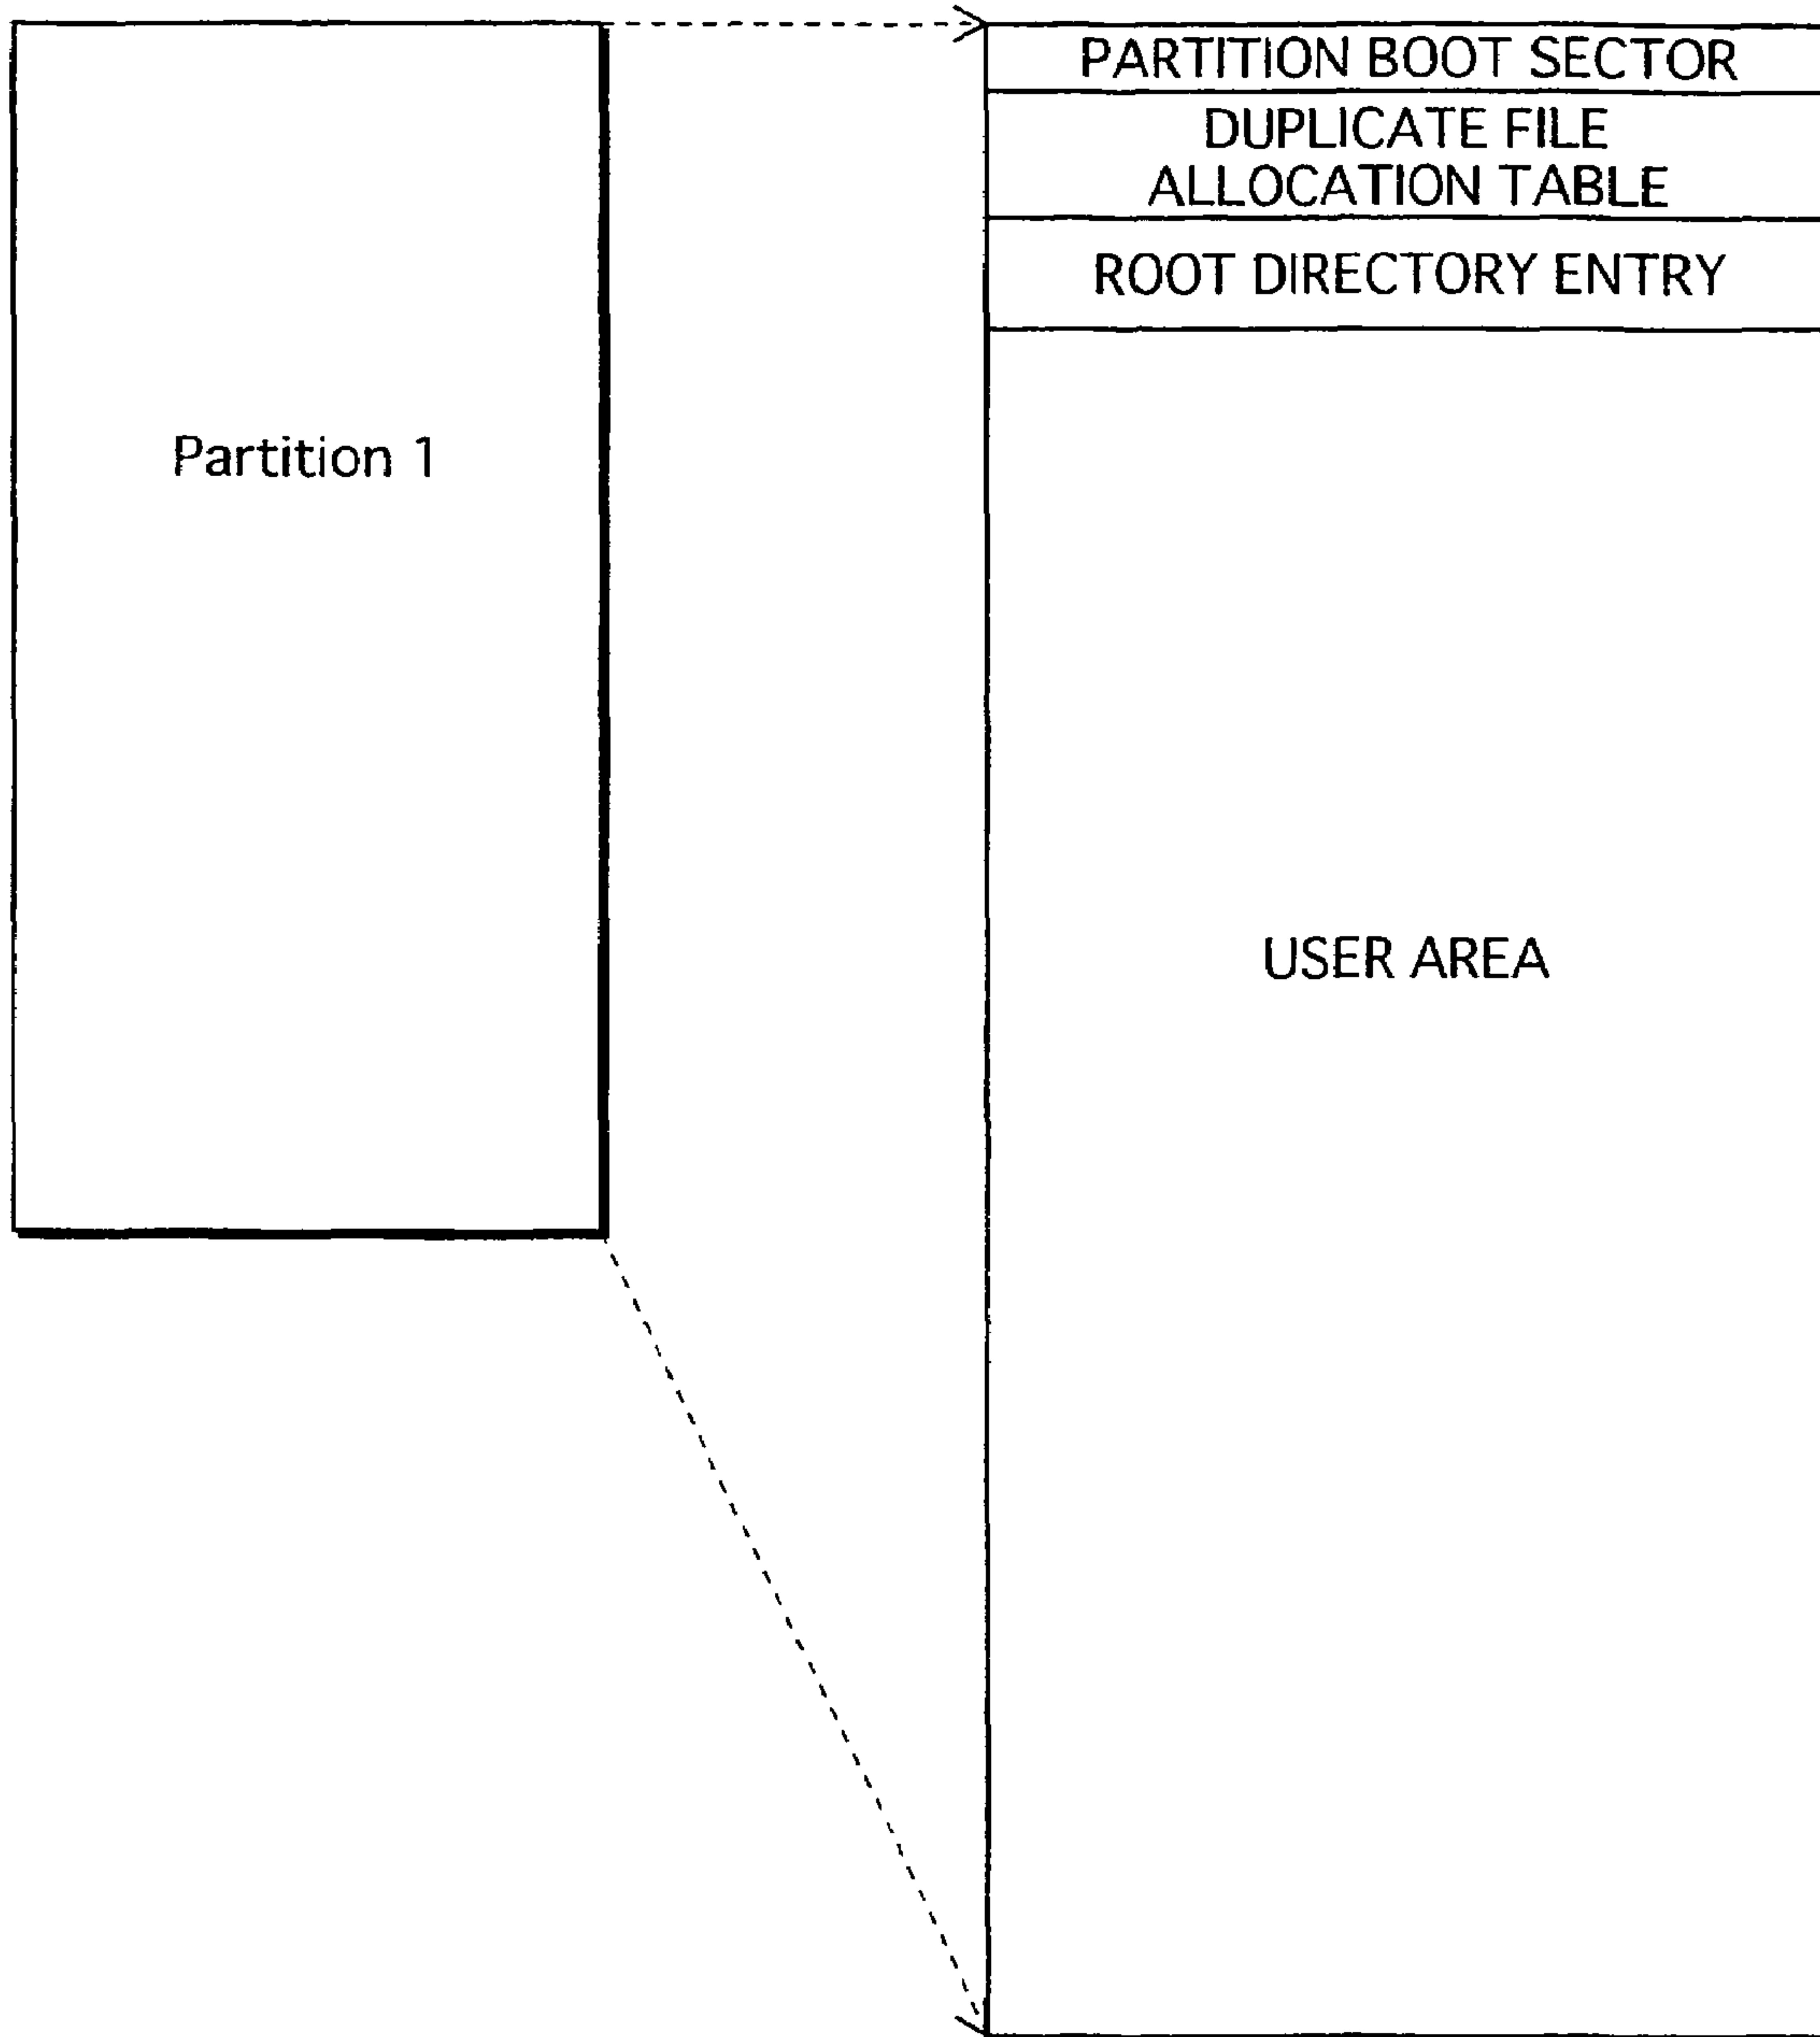 PARTITION BOOT SECTOR
DUPLICATE FILE
ALLOCATION TABLE
ROOT DIRECTORY ENTRY
Partition 1
USER AREA